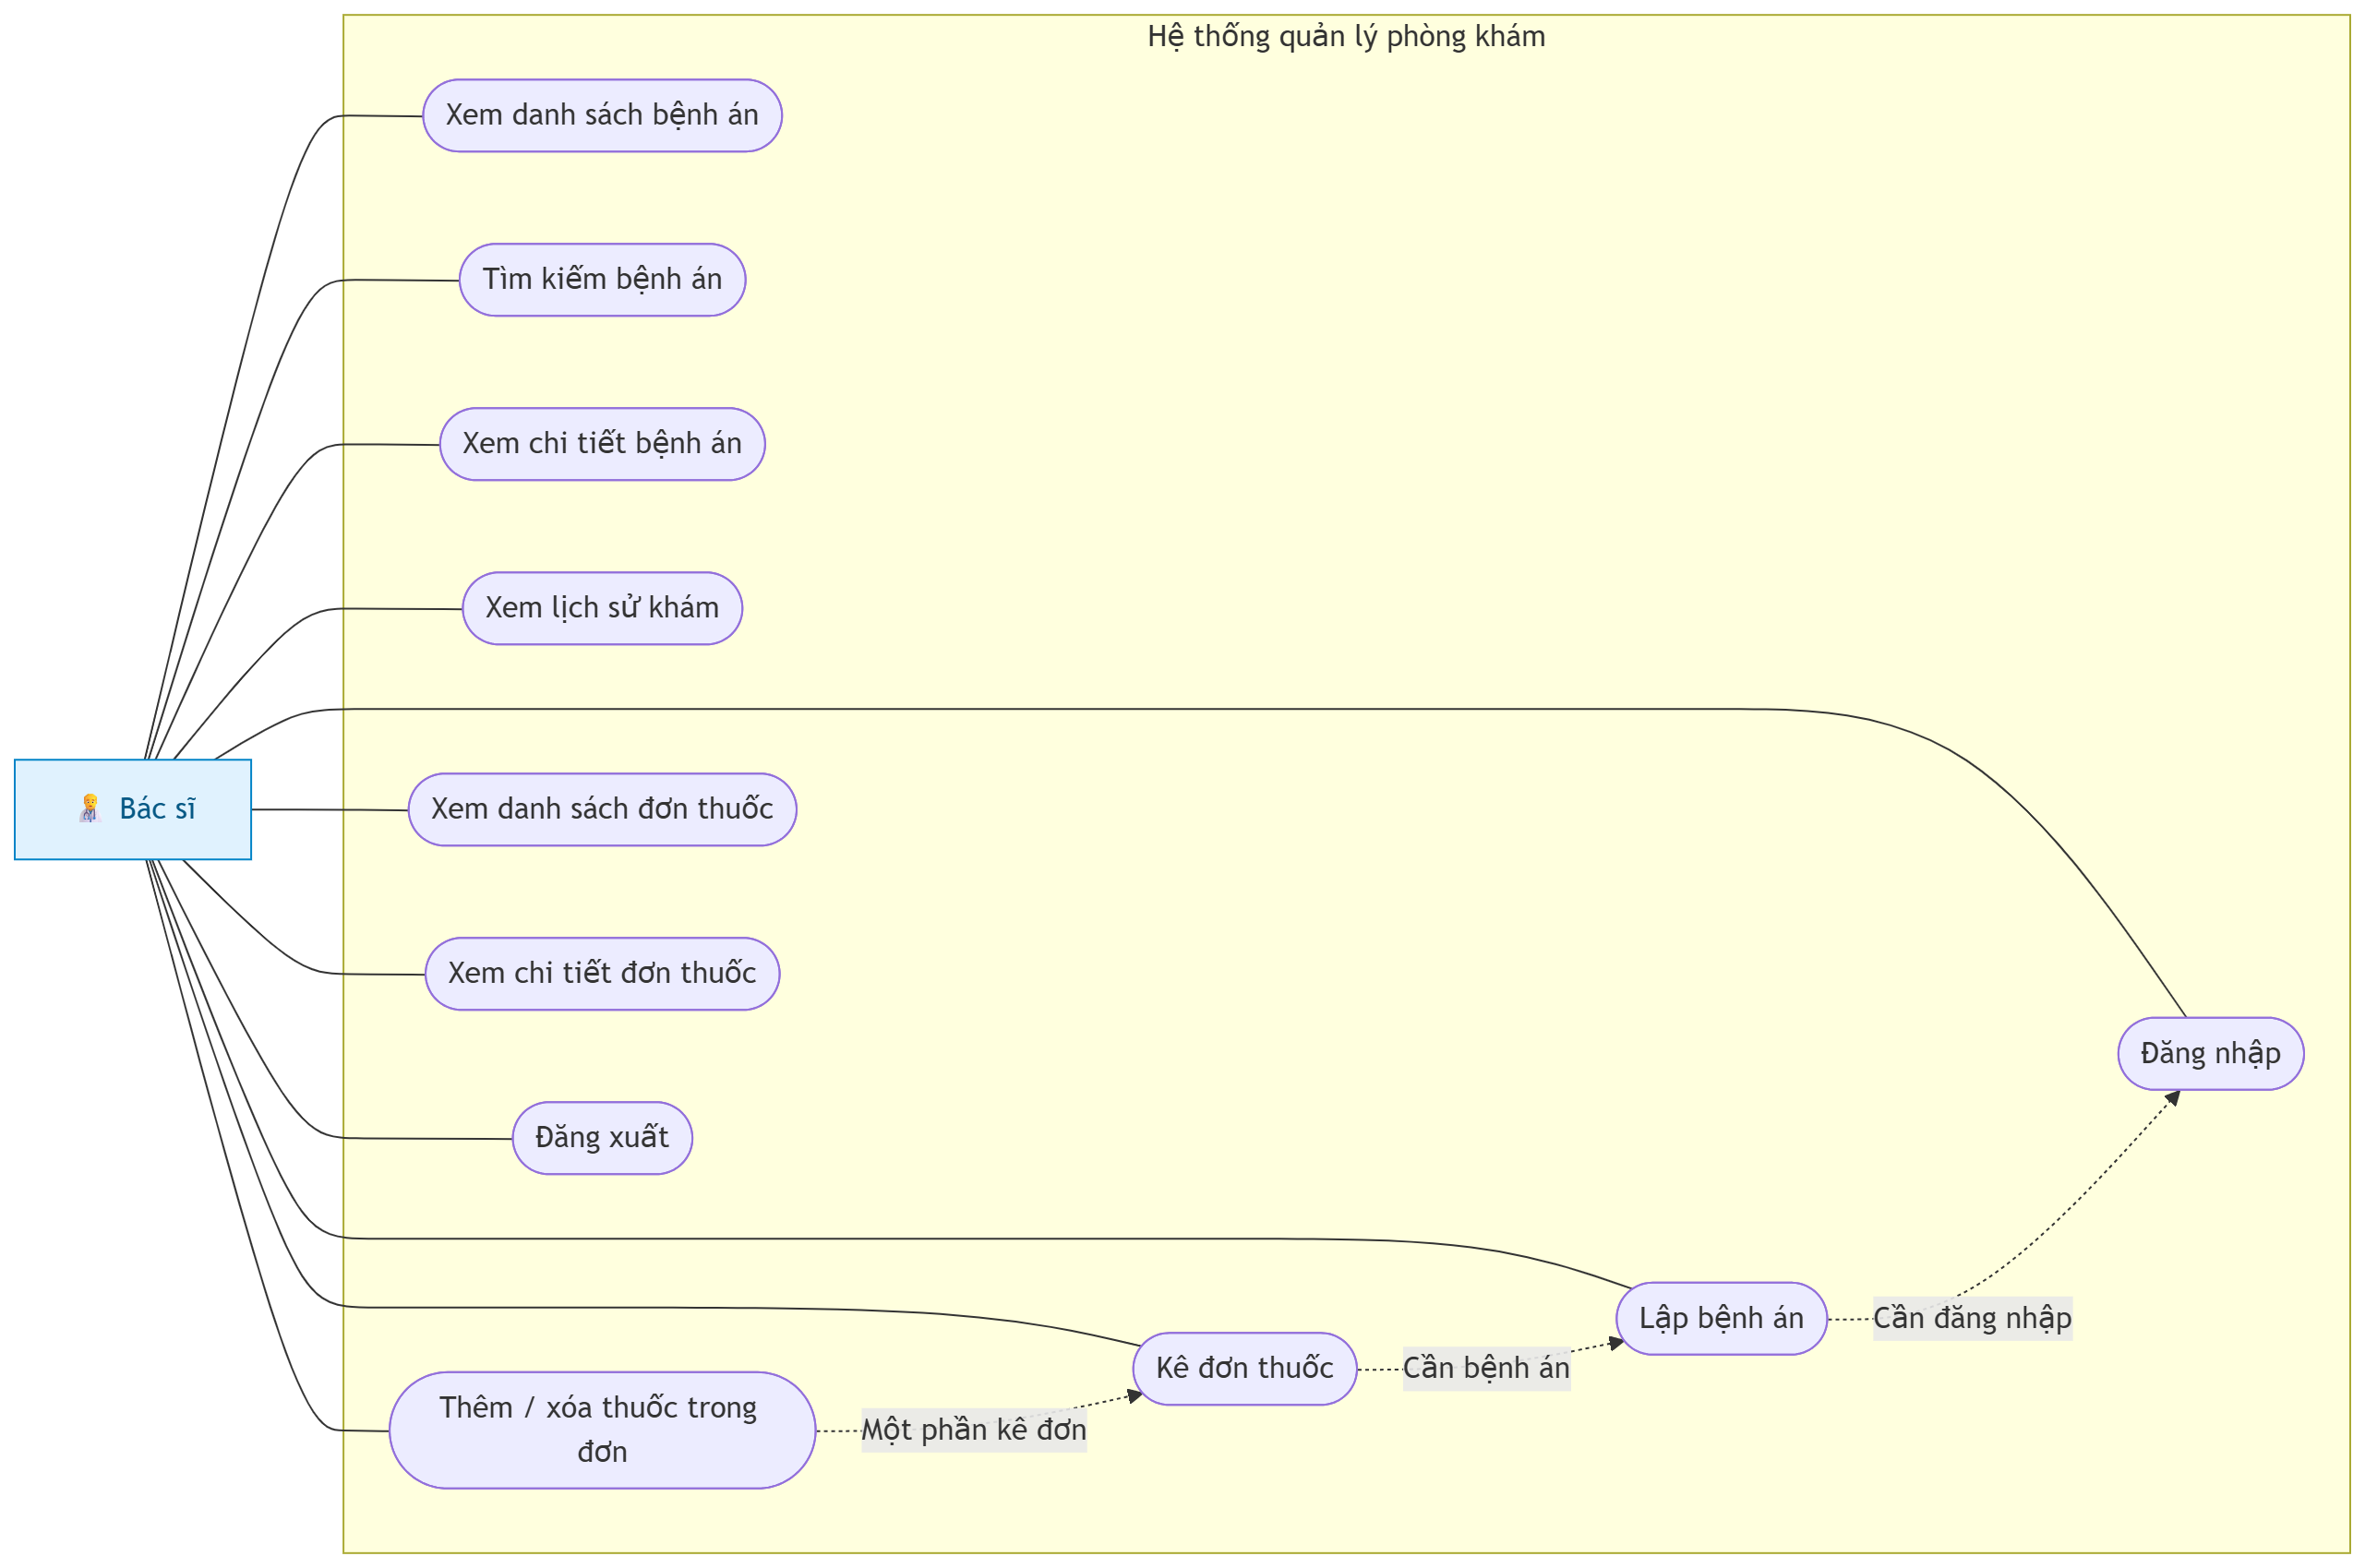 Hệ thống quản lý phòng khám
Xem danh sách bệnh án
Tìm kiếm bệnh án
Xem chi tiết bệnh án
Xem lịch sử khám
Bác sĩ
Xem danh sách đơn thuốc
Xem chi tiết đơn thuốc
Đăng nhập
Đăng xuất
Lập bệnh án
Cần đăng nhập
Kê đơn thuốc
Cần bệnh án
Thêm / xóa thuốc trong
đơn
Một phần kê đơn